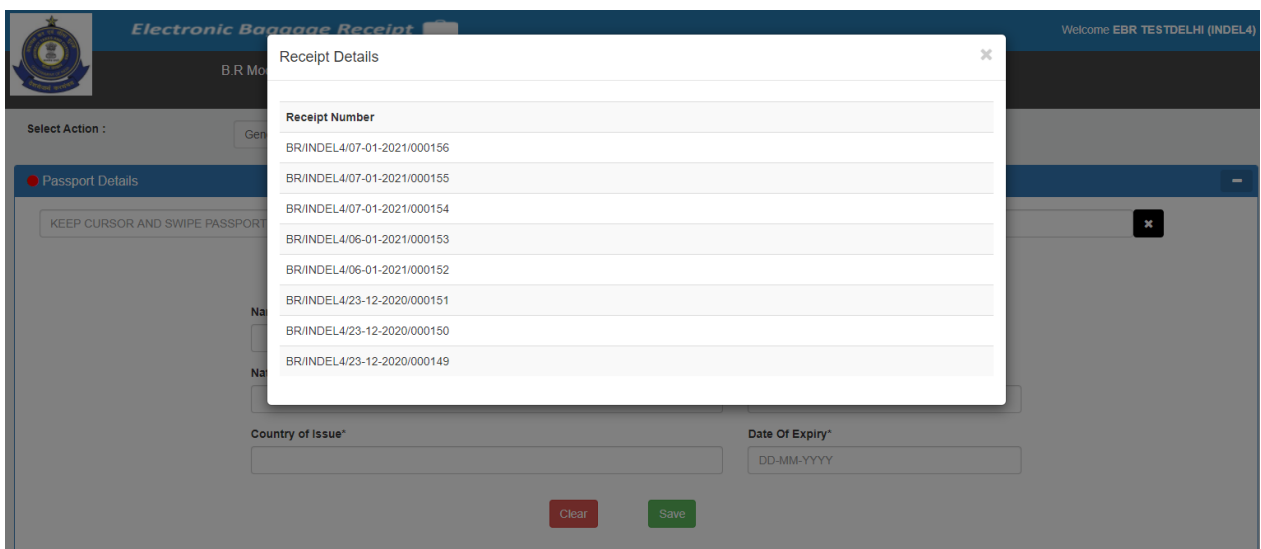 Electronic Baggage Receipt
Welcome EBR TESTDELHI (INDEL4)
B.R Mo
Receipt Details
×
Select Action :
Gen
Receipt Number
BR/INDEL4/07-01-2021/000156
BR/INDEL4/07-01-2021/000155
BR/INDEL4/07-01-2021/000154
BR/INDEL4/06-01-2021/000153
BR/INDEL4/06-01-2021/000152
BR/INDEL4/23-12-2020/000151
BR/INDEL4/23-12-2020/000150
BR/INDEL4/23-12-2020/000149
Passport Details
KEEP CURSOR AND SWIPE PASSPORT
Na
Nat
Country of Issue*
Date Of Expiry*
DD-MM-YYYY
Clear
Save